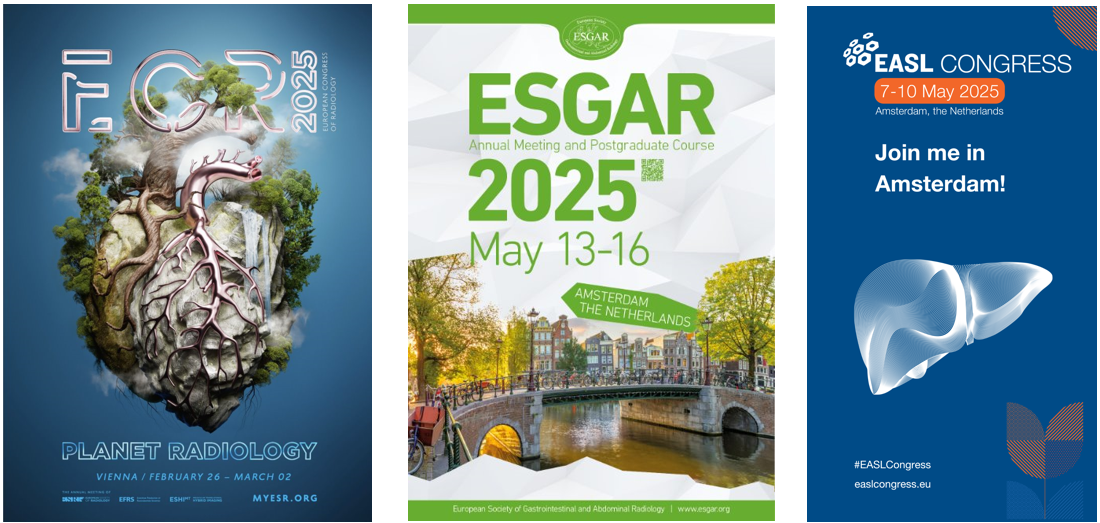 ECR
2025
EUROPEAN CONGRESS
OF RADIOLOGY
PLANET RADIOLOGY
VIENNA / FEBRUARY 26 – MARCH 02
EFRS
MYESR.ORG
ESGAR
ESGAR
Annual Meeting and Postgraduate Course
2025
May 13-16
AMSTERDAM
THE NETHERLANDS
European Society of Gastrointestinal and Abdominal Radiology | www.esgar.org
EASL CONGRESS
7-10 May 2025
Amsterdam, the Netherlands
Join me in
Amsterdam!
#EASLCongress
easlcongress.eu